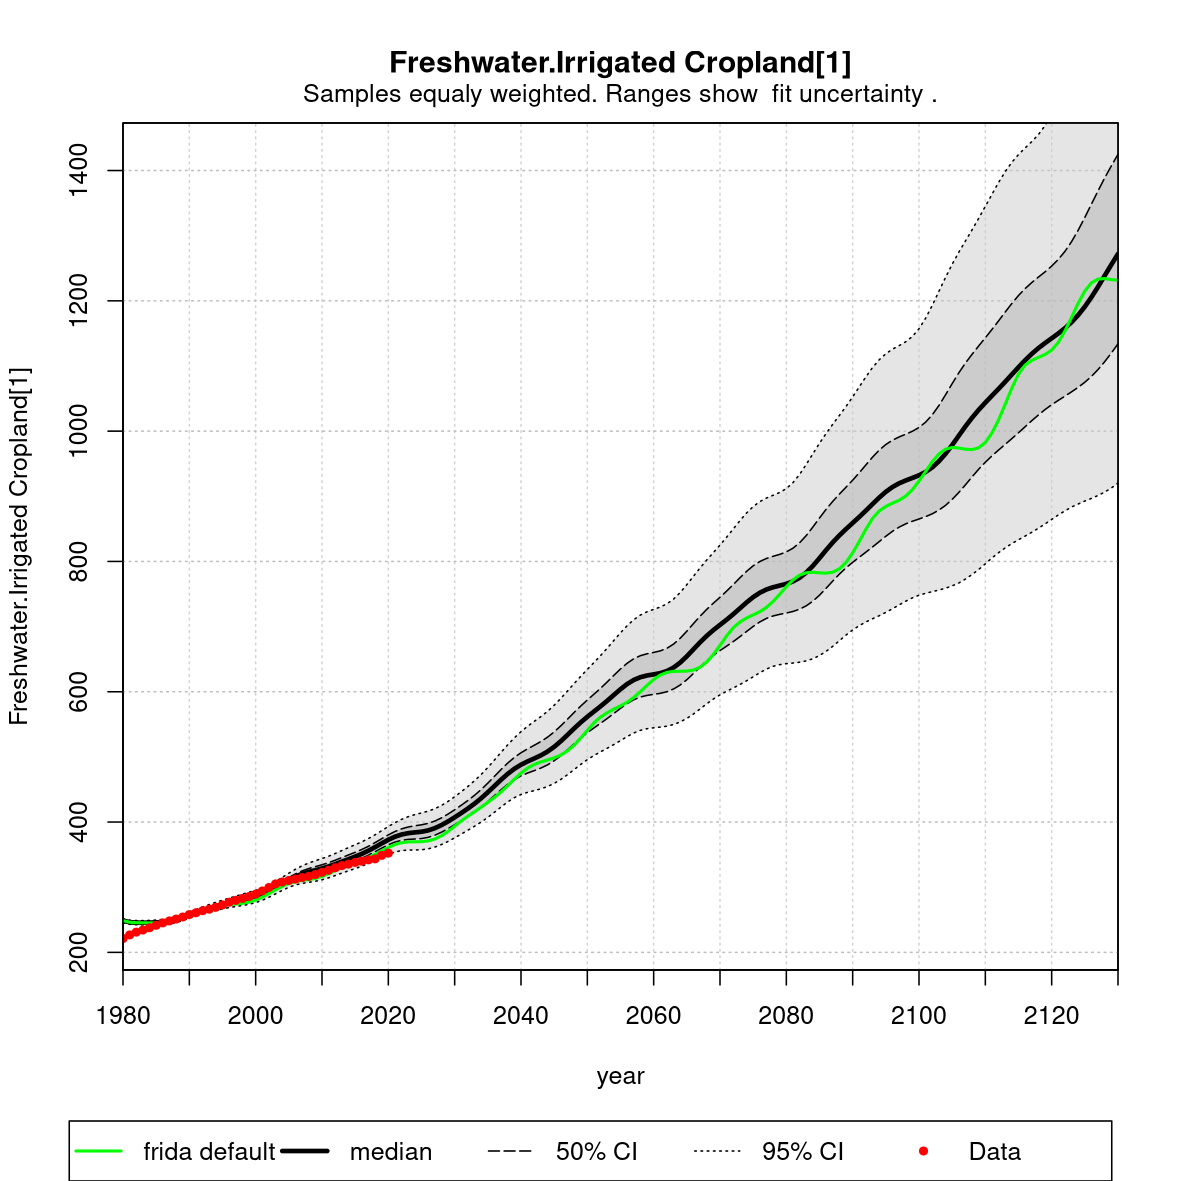 Freshwater.Irrigated Cropland[1]
Samples equaly weighted. Ranges show  fit uncertainty .
Freshwater.Irrigated Cropland[1]
1400
1200
1000
800
600
400
200
1980 2000 2020 2040 2060 2080 2100 2120
year
frida default median 50% CI 95% CI Data